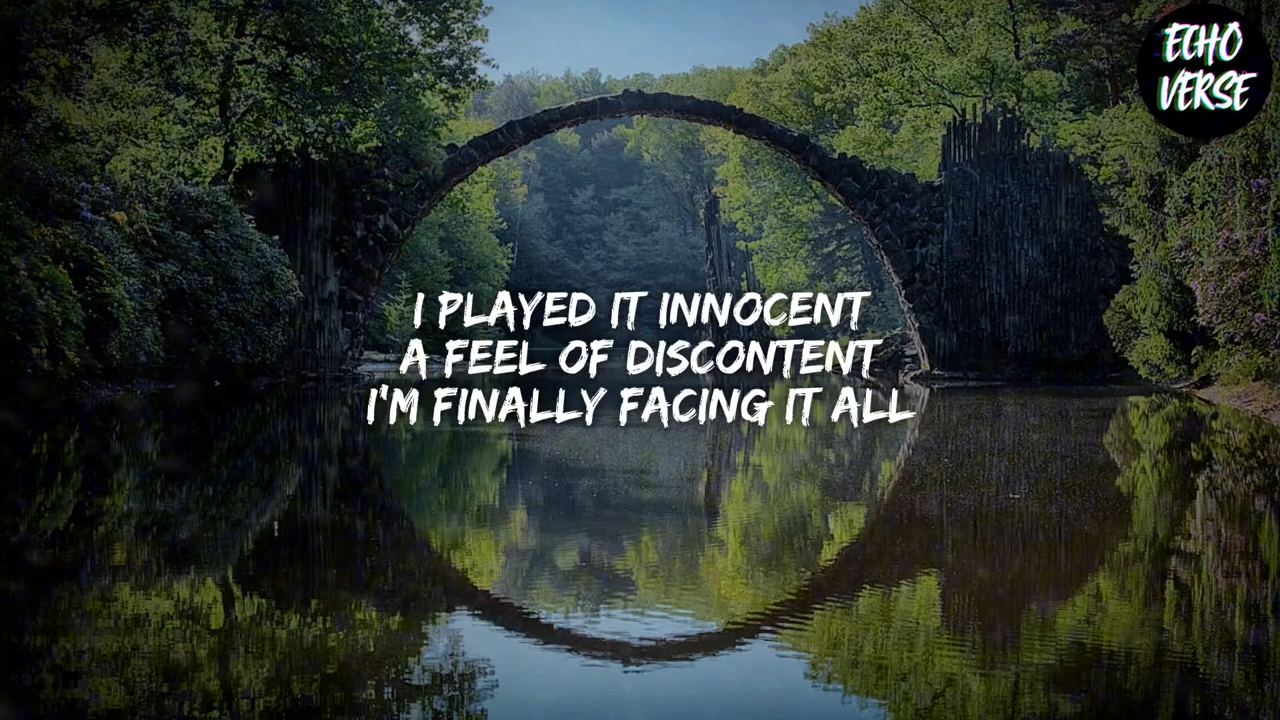 ECHO
VERSE
I PLAYED IT INNOCENT
A FEEL OF DISCONTENT
I'M FINALLY FACING IT ALL